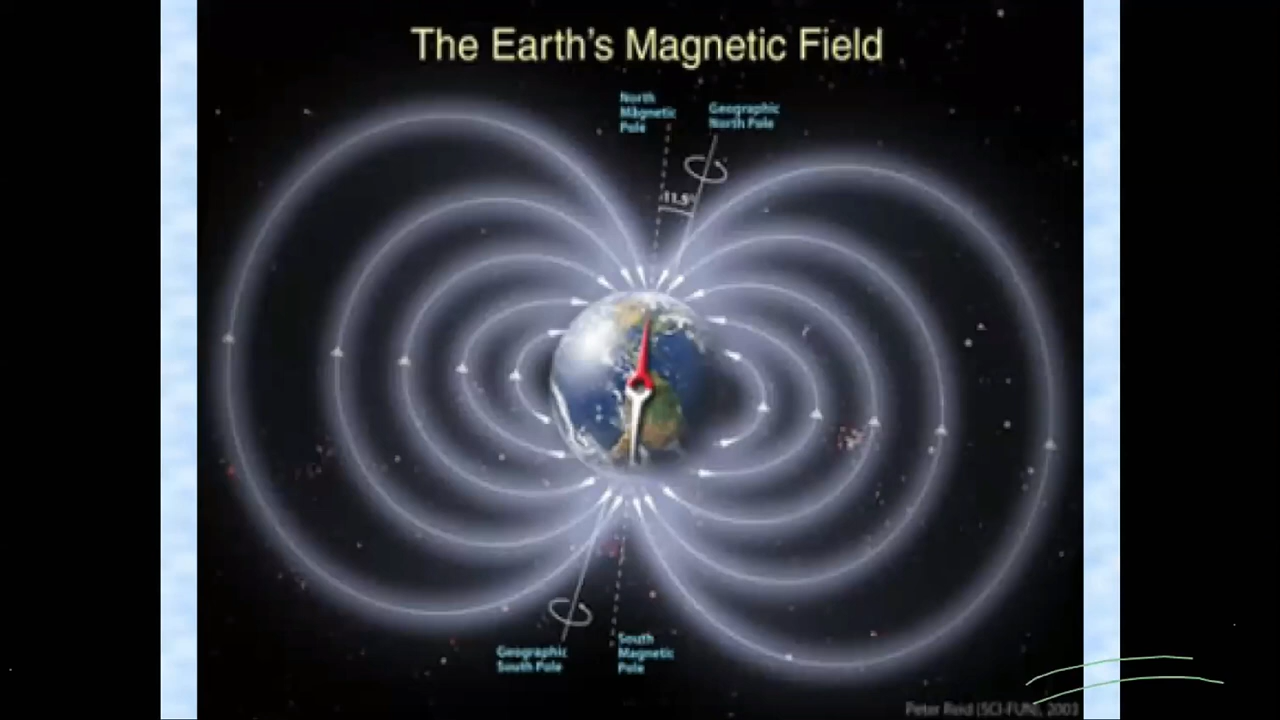 The Earth's Magnetic Field
North
Magnetic
Pole
Geographic
North Pole
11.5°
Geographic
South Pole
South
Magnetic
Pole
Peter Reid (SCI-FUN), 2003